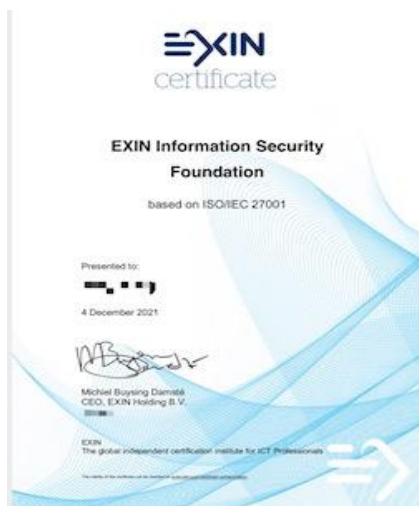 EXIN
certificate
EXIN Information Security
Foundation
based on ISO/IEC 27001
Presented to:
4 December 2021
Michiel Buysing Damsté
CEO, EXIN Holding B.V.
EXIN
The global independent certification institute for ICT Professionals